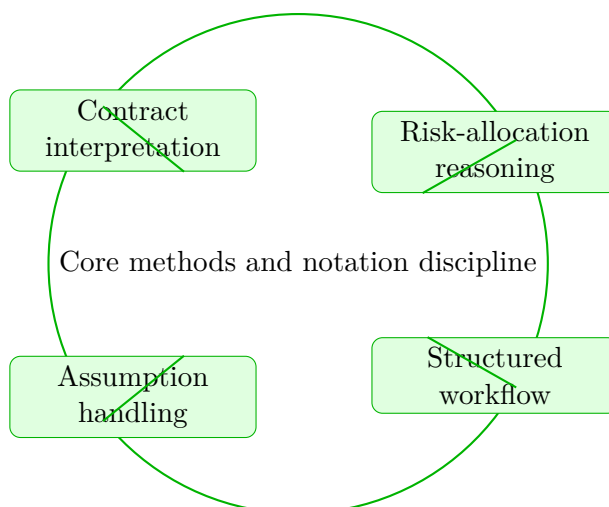 Contract
interpretation
Risk-allocation
reasoning
Core methods and notation discipline
Assumption
handling
Structured
workflow